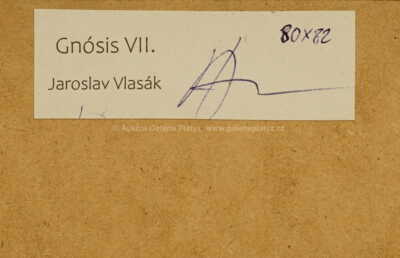 Gnósis VII.
80x82
Jaroslav Vlasák
© Aukční Galerie Platýz, www.galerieplatyz.cz